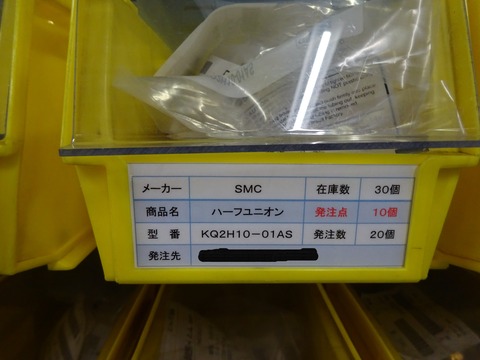 メーカー SMC 在庫数 30個
商品名 ハーフユニオン 発注点 10個
型番 KQ2H10-01AS 発注数 20個
発注先